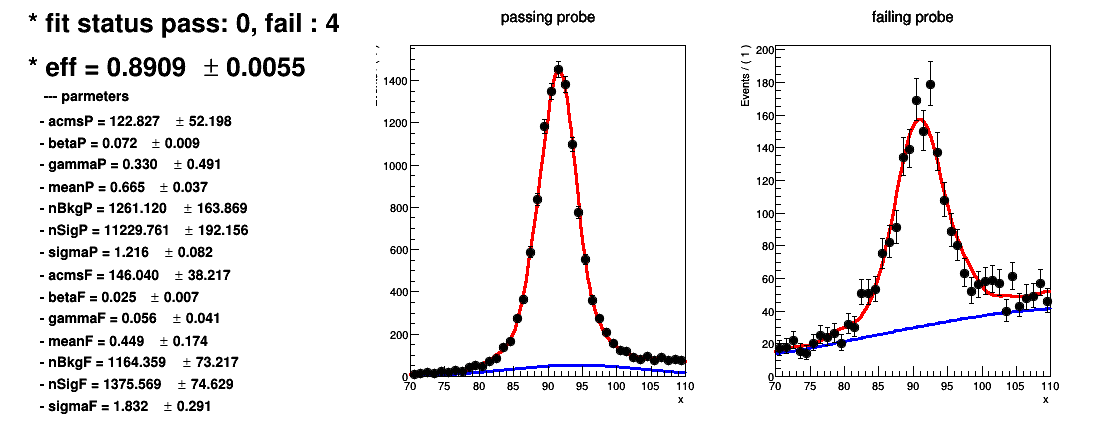 * fit status pass: 0, fail : 4
* eff = 0.8909 ± 0.0055
--- parmeters
- acmsP = 122.827 ± 52.198
- betaP = 0.072 ± 0.009
- gammaP = 0.330 ± 0.491
- meanP = 0.665 ± 0.037
- nBkgP = 1261.120 ± 163.869
- nSigP = 11229.761 ± 192.156
- sigmaP = 1.216 ± 0.082
- acmsF = 146.040 ± 38.217
- betaF = 0.025 ± 0.007
- gammaF = 0.056 ± 0.041
- meanF = 0.449 ± 0.174
- nBkgF = 1164.359 ± 73.217
- nSigF = 1375.569 ± 74.629
- sigmaF = 1.832 ± 0.291
passing probe
1400
1200
1000
800
600
400
200
0
70 75 80 85 90 95 100 105 110
x
failing probe
Events / ( 1 )
200
180
160
140
120
100
80
60
40
20
0
70 75 80 85 90 95 100 105 110
x